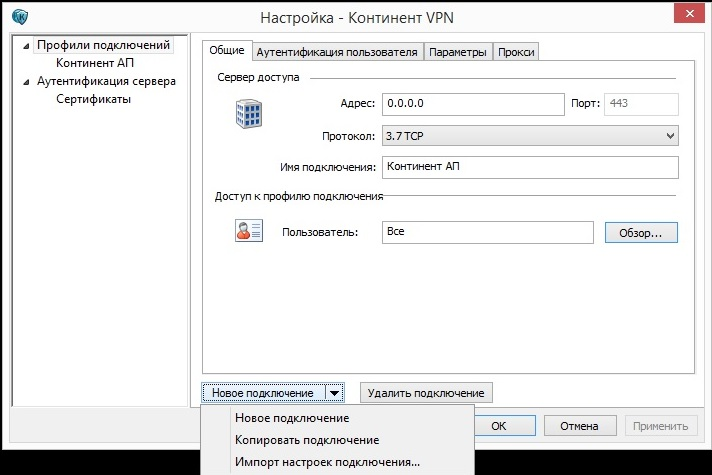 Настройка - Континент VPN
Профили подключений
Континент АП
Аутентификация сервера
Сертификаты
Общие Аутентификация пользователя Параметры Прокси
Сервер доступа
Адрес: 0.0.0.0 Порт: 443
Протокол: 3.7 TCP
Имя подключения: Континент АП
Доступ к профилю подключения
Пользователь: Все Обзор...
Новое подключение Удалить подключение
Новое подключение
Копировать подключение
Импорт настроек подключения...
ОК Отмена Применить